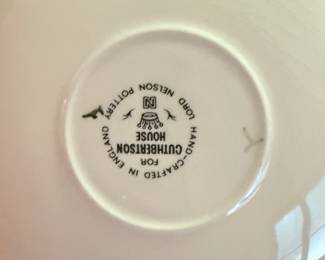 LORD NELSON POTTERY
HAND-CRAFTED IN ENGLAND
FOR
CUTHBERTSON
HOUSE